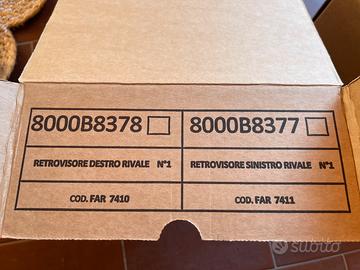 8000B8378 8000B8377
RETROVISORE DESTRO RIVALE N°1 RETROVISORE SINISTRO RIVALE N°1
COD. FAR 7410 COD. FAR 7411
subito